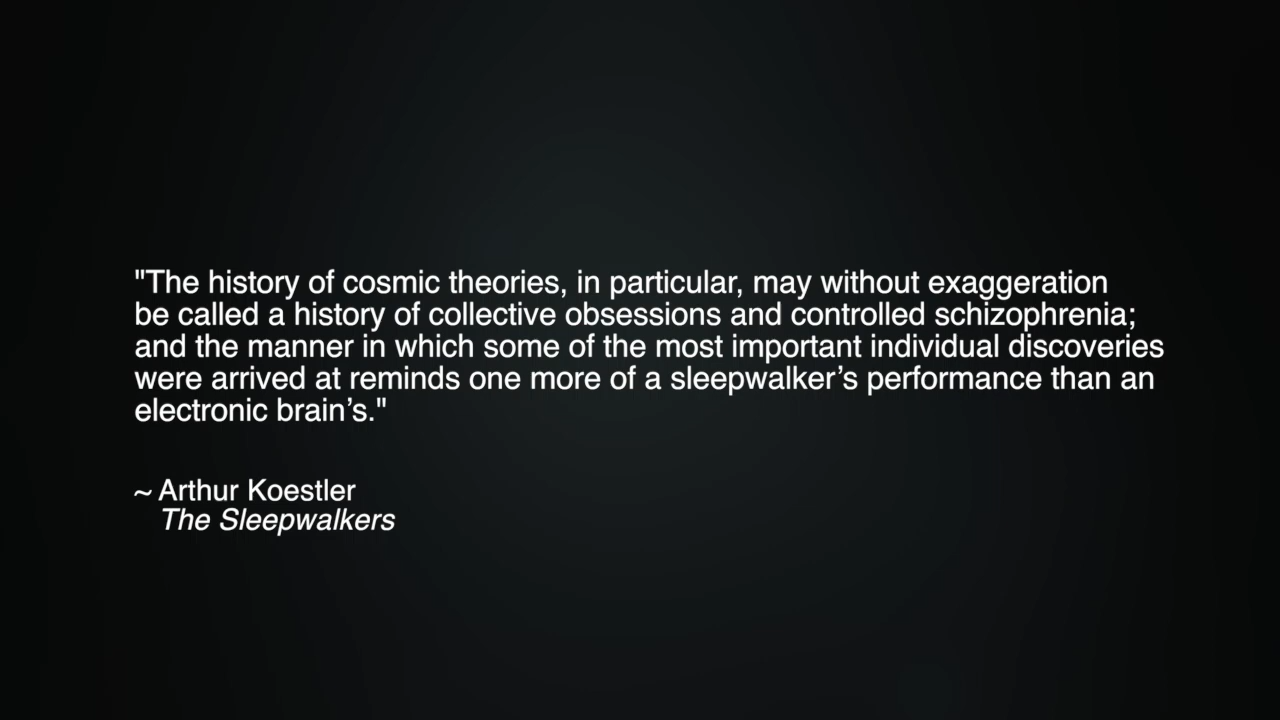 "The history of cosmic theories, in particular, may without exaggeration
be called a history of collective obsessions and controlled schizophrenia;
and the manner in which some of the most important individual discoveries
were arrived at reminds one more of a sleepwalker’s performance than an
electronic brain’s."
~ Arthur Koestler
The Sleepwalkers